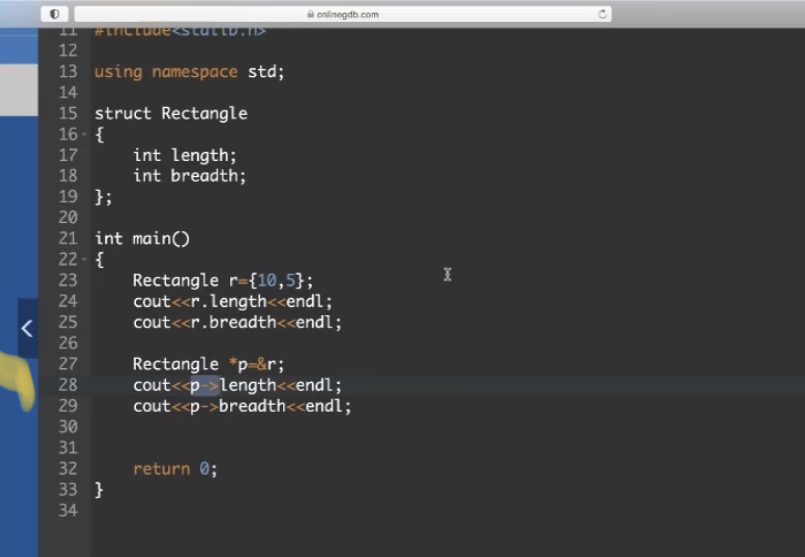 onlinegdb.com
11 #include<stdlib.h>
12
13 using namespace std;
14
15 struct Rectangle
16 {
17 int length;
18 int breadth;
19 };
20
21 int main()
22 {
23 Rectangle r={10,5};
24 cout<<r.length<<endl;
25 cout<<r.breadth<<endl;
26
27 Rectangle *p=&r;
28 cout<<p->length<<endl;
29 cout<<p->breadth<<endl;
30
31
32 return 0;
33 }
34